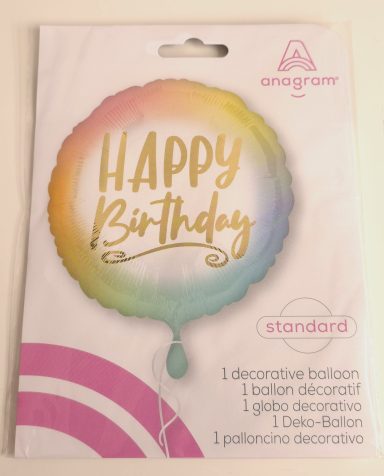 anagram®
HAPPY
Birthday
standard
1 decorative balloon
1 ballon décoratif
1 globo decorativo
1 Deko-Ballon
1 palloncino decorativo